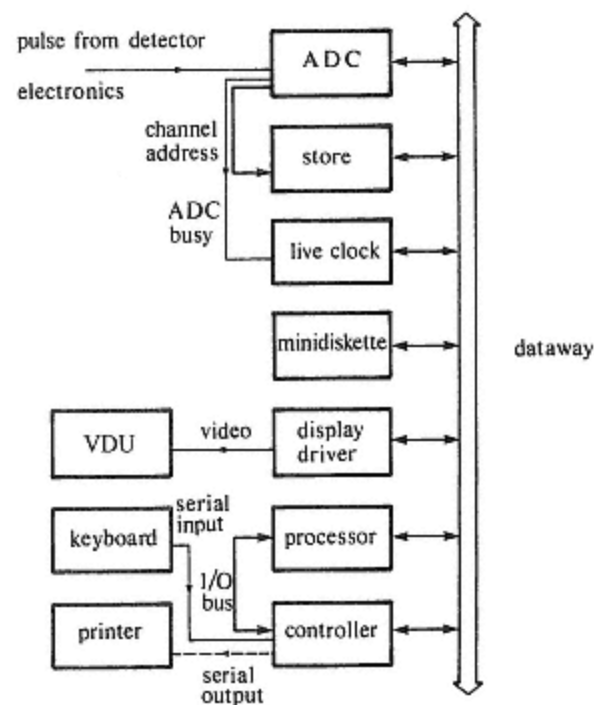 pulse from detector
electronics
ADC
channel
address
store
ADC
busy
live clock
minidiskette
dataway
VDU
video
display
driver
serial
input
keyboard
processor
I/O
bus
printer
controller
serial
output